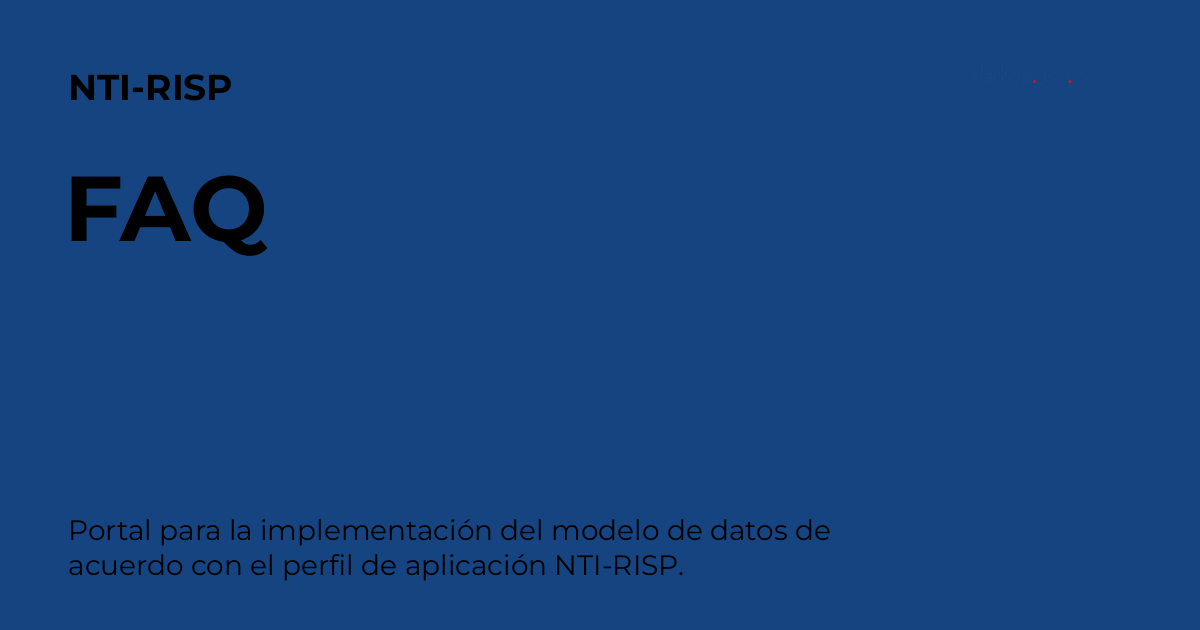 NTI-RISP
FAQ
Portal para la implementación del modelo de datos de
acuerdo con el perfil de aplicación NTI-RISP.